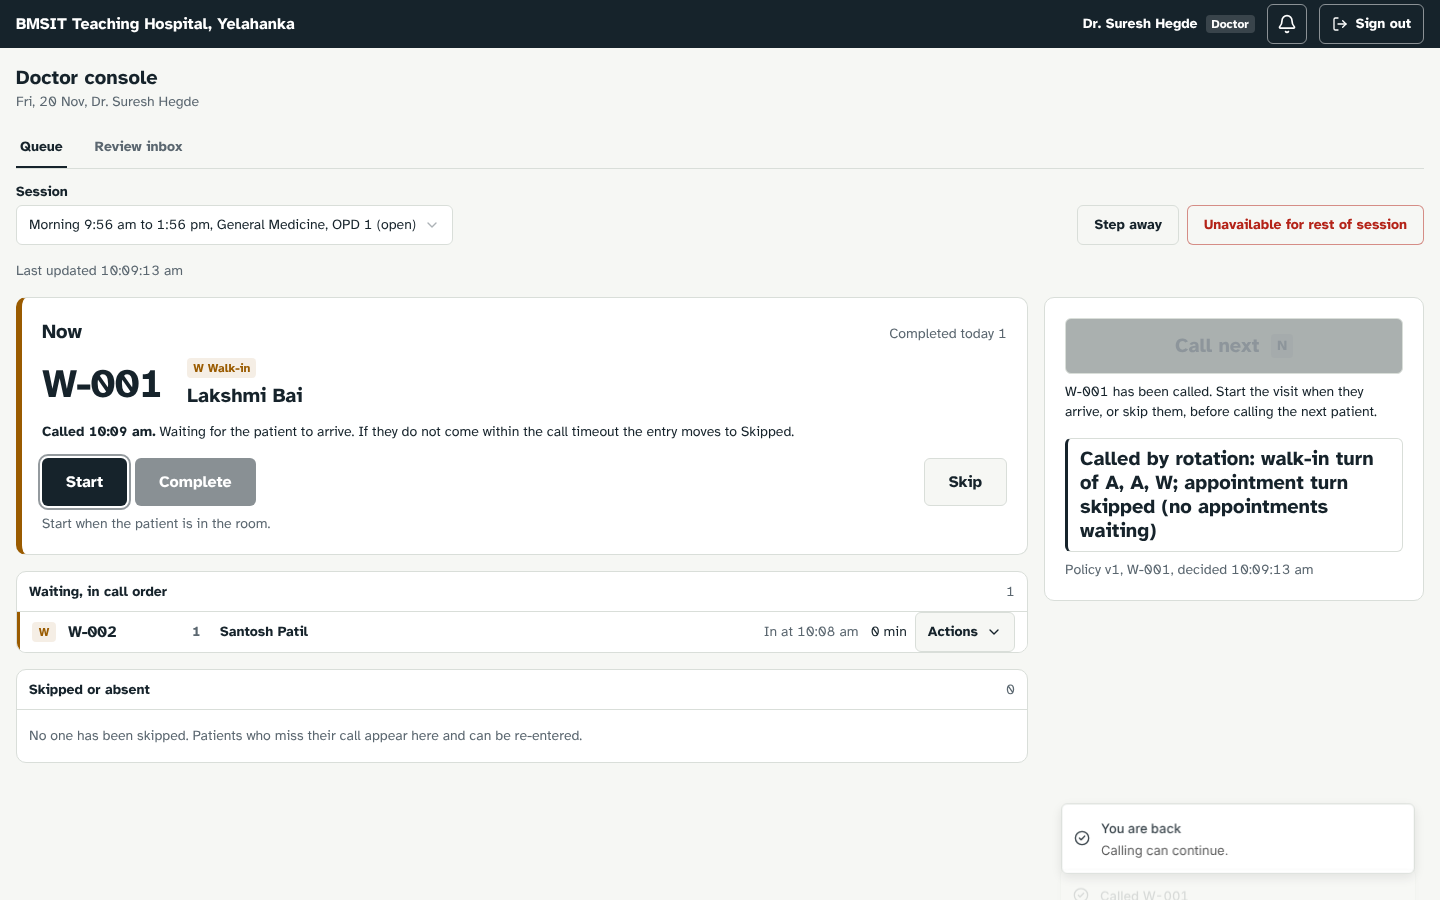 BMSIT Teaching Hospital, Yelahanka
Dr. Suresh Hegde Doctor
Sign out
Doctor console
Fri, 20 Nov, Dr. Suresh Hegde
Queue
Review inbox
Session
Morning 9:56 am to 1:56 pm, General Medicine, OPD 1 (open)
Step away
Unavailable for rest of session
Last updated 10:09:13 am
Now
Completed today 1
W-001
W Walk-in
Lakshmi Bai
Called 10:09 am. Waiting for the patient to arrive. If they do not come within the call timeout the entry moves to Skipped.
Start
Complete
Skip
Start when the patient is in the room.
Call next N
W-001 has been called. Start the visit when they
arrive, or skip them, before calling the next patient.
Called by rotation: walk-in turn
of A, A, W; appointment turn
skipped (no appointments
waiting)
Policy v1, W-001, decided 10:09:13 am
Waiting, in call order
1
W W-002 1 Santosh Patil In at 10:08 am 0 min Actions
Skipped or absent
0
No one has been skipped. Patients who miss their call appear here and can be re-entered.
You are back
Calling can continue.
Called W-001